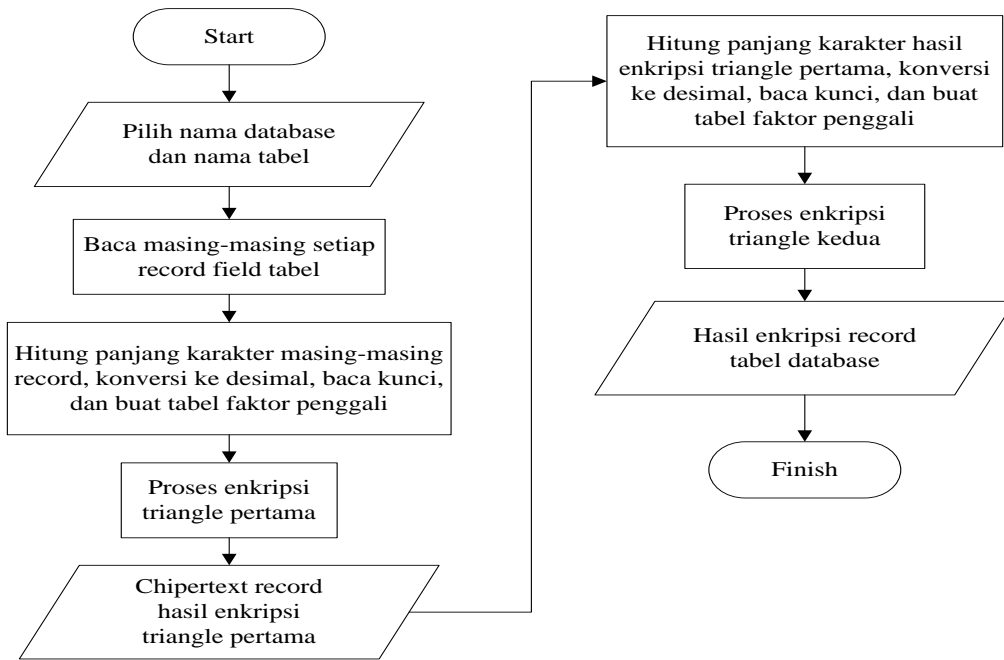 Start
Pilih nama database
dan nama tabel
Baca masing-masing setiap
record field tabel
Hitung panjang karakter masing-masing
record, konversi ke desimal, baca kunci,
dan buat tabel faktor penggali
Proses enkripsi
triangle pertama
Chipertext record
hasil enkripsi
triangle pertama
Hitung panjang karakter hasil
enkripsi triangle pertama, konversi
ke desimal, baca kunci, dan buat
tabel faktor penggali
Proses enkripsi
triangle kedua
Hasil enkripsi record
tabel database
Finish